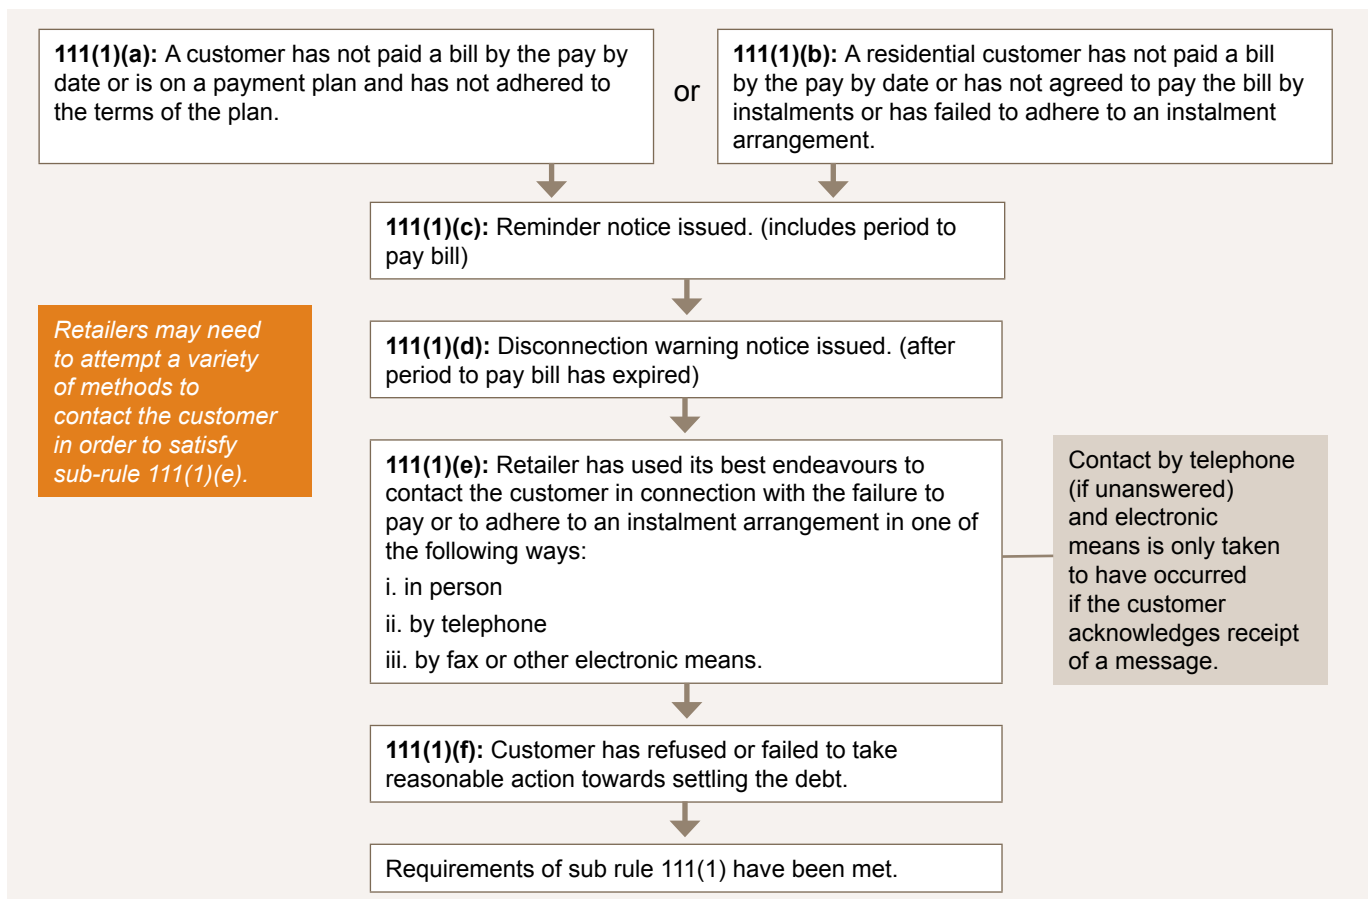 111(1)(a): A customer has not paid a bill by the pay by
date or is on a payment plan and has not adhered to
the terms of the plan.
or
111(1)(b): A residential customer has not paid a bill
by the pay by date or has not agreed to pay the bill by
instalments or has failed to adhere to an instalment
arrangement.
111(1)(c): Reminder notice issued. (includes period to
pay bill)
Retailers may need
to attempt a variety
of methods to
contact the customer
in order to satisfy
sub-rule 111(1)(e).
111(1)(d): Disconnection warning notice issued. (after
period to pay bill has expired)
111(1)(e): Retailer has used its best endeavours to
contact the customer in connection with the failure to
pay or to adhere to an instalment arrangement in one of
the following ways:
i. in person
ii. by telephone
iii. by fax or other electronic means.
Contact by telephone
(if unanswered)
and electronic
means is only taken
to have occurred
if the customer
acknowledges receipt
of a message.
111(1)(f): Customer has refused or failed to take
reasonable action towards settling the debt.
Requirements of sub rule 111(1) have been met.